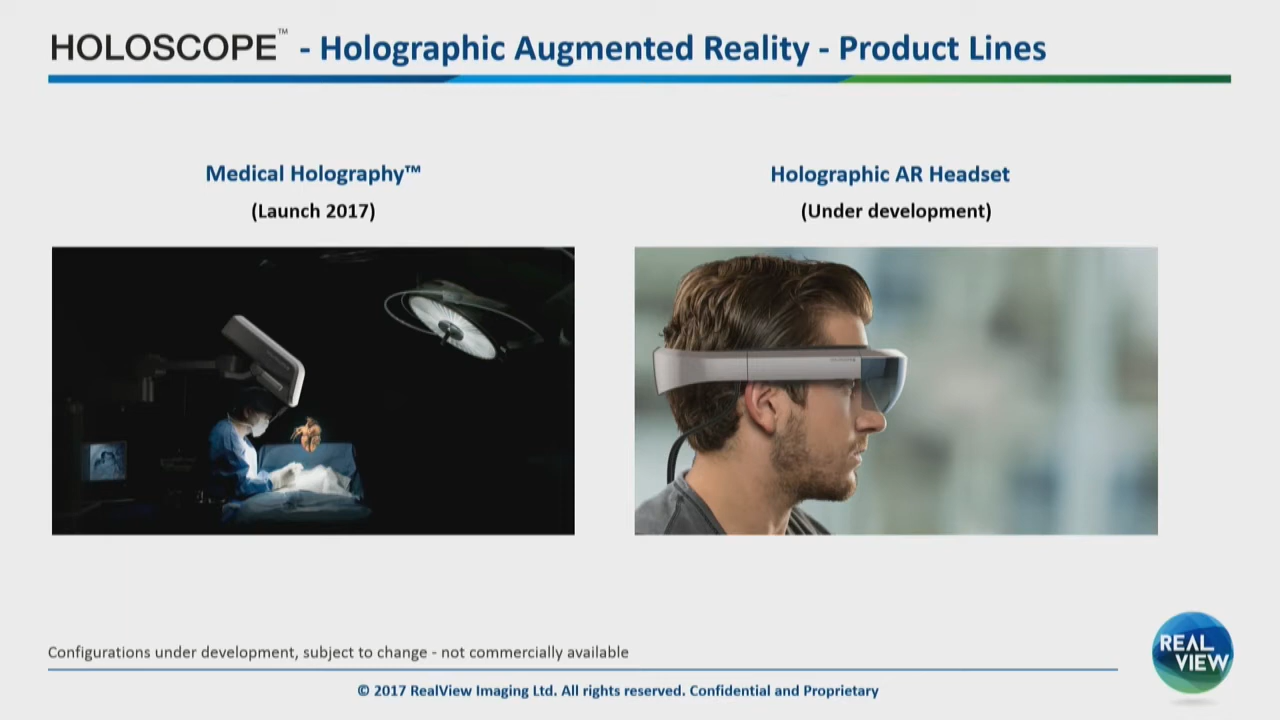 HOLOSCOPE™ - Holographic Augmented Reality - Product Lines
Medical Holography™
(Launch 2017)
Holographic AR Headset
(Under development)
HOLOSCOPE
Configurations under development, subject to change - not commercially available
© 2017 RealView Imaging Ltd. All rights reserved. Confidential and Proprietary
REAL
VIEW